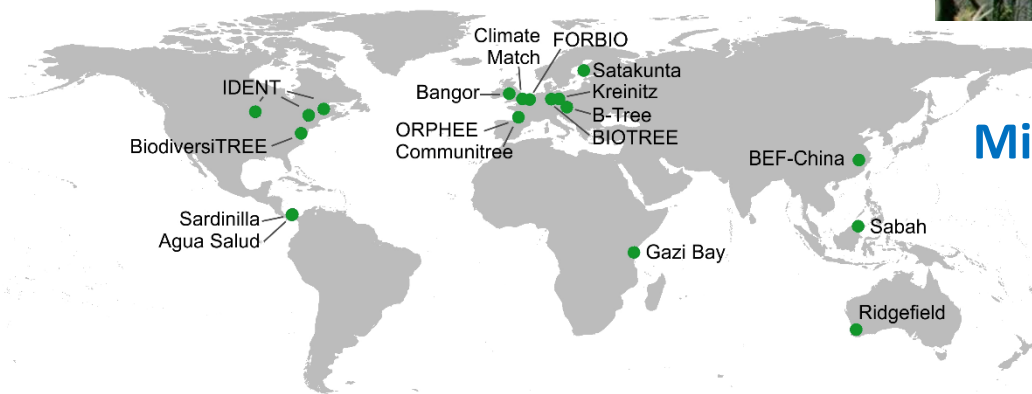 Climate
Match
FORBIO
IDENT
Satakunta
Bangor
Kreinitz
B-Tree
BiodiversiTREE
ORPHEE
Communitree
BIOTREE
BEF-China
Mi
Sardinilla
Agua Salud
Sabah
Gazi Bay
Ridgefield